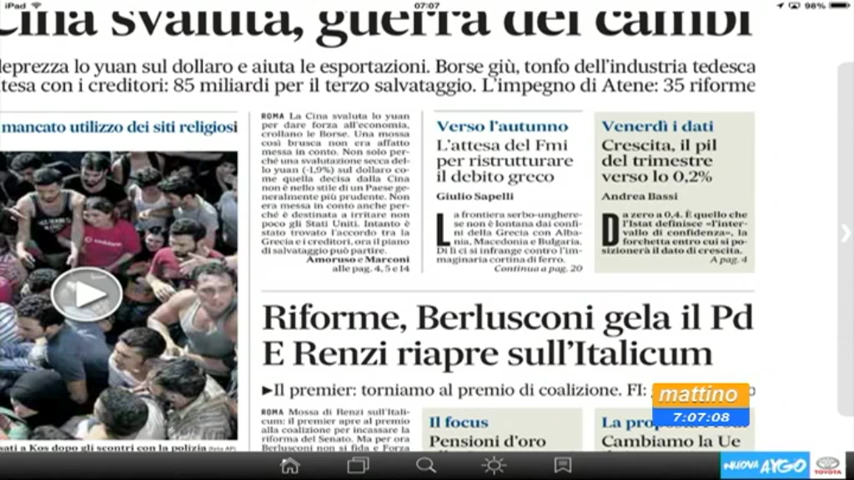 iPad
07:07
98%
Cina svaluta, guerra dei cambi
deprezza lo yuan sul dollaro e aiuta le esportazioni. Borse giù, tonfo dell'industria tedesca
tesa con i creditori: 85 miliardi per il terzo salvataggio. L'impegno di Atene: 35 riforme
mancato utilizzo dei siti religiosi
ROMA La Cina svaluta lo yuan
per dare forza all'economia,
crollano le Borse. Una mossa
così brusca non era affatto
messa in conto. Non solo per-
ché una svalutazione secca del-
lo yuan (-1,9%) sul dollaro co-
me quella decisa dalla Cina
non è nello stile di un Paese ge-
neralmente più prudente. Non
era messa in conto anche per-
ché è destinata a irritare non
poco gli Stati Uniti. Intanto è
stato trovato l'accordo tra la
Grecia e i creditori, ora il piano
di salvataggio può partire.
Amoruso e Marconi
alle pag. 4, 5 e 14
Verso l'autunno
L'attesa del Fmi
per ristrutturare
il debito greco
Giulio Sapelli
La frontiera serbo-unghere-
se non è lontana dai confi-
ni della Grecia con Alba-
nia, Macedonia e Bulgaria.
Di lì ci si infrange contro l'im-
maginaria cortina di ferro.
Continua a pag. 20
Venerdì i dati
Crescita, il pil
del trimestre
verso lo 0,2%
Andrea Bassi
Da zero a 0,4. È quello che
l'Istat definisce «l'inter-
vallo di confidenza», la
forchetta entro cui si po-
sizionerà il dato di crescita.
A pag. 4
Riforme, Berlusconi gela il Pd
E Renzi riapre sull'Italicum
►Il premier: torniamo al premio di coalizione. FI:
ROMA Mossa di Renzi sull'Itali-
cum: il premier apre al premio
alla coalizione per incassare la
riforma del Senato. Ma per ora
Berlusconi non si fida e Forza
Il focus
Pensioni d'oro
La
Cambiamo la Ue
sati a Kos dopo gli scontri con la polizia (foto AP)
mattino
7:07:08
NUOVA AYGO
TOYOTA